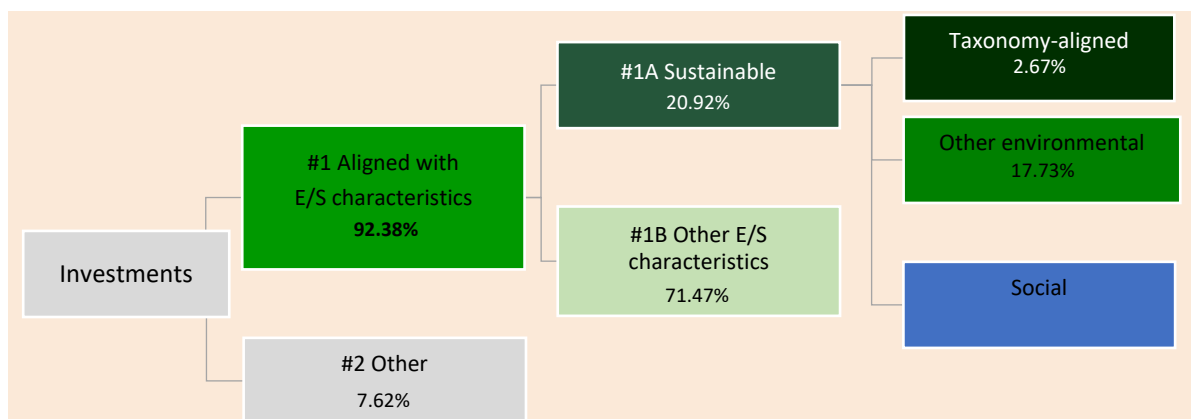 Investments
#1 Aligned with
E/S characteristics
92.38%
#2 Other
7.62%
#1A Sustainable
20.92%
#1B Other E/S
characteristics
71.47%
Taxonomy-aligned
2.67%
Other environmental
17.73%
Social